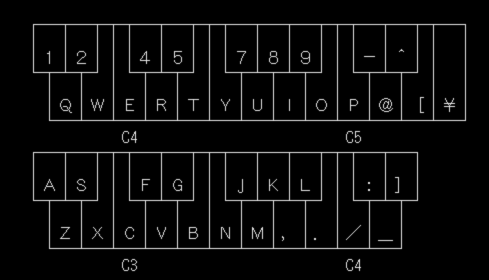 1 2 4 5 7 8 9 － ＾
Q W E R T Y U I O P @ [ ¥
C4 C5
A S F G J K L : ]
Z X C V B N M , . ／ ＿
C3 C4